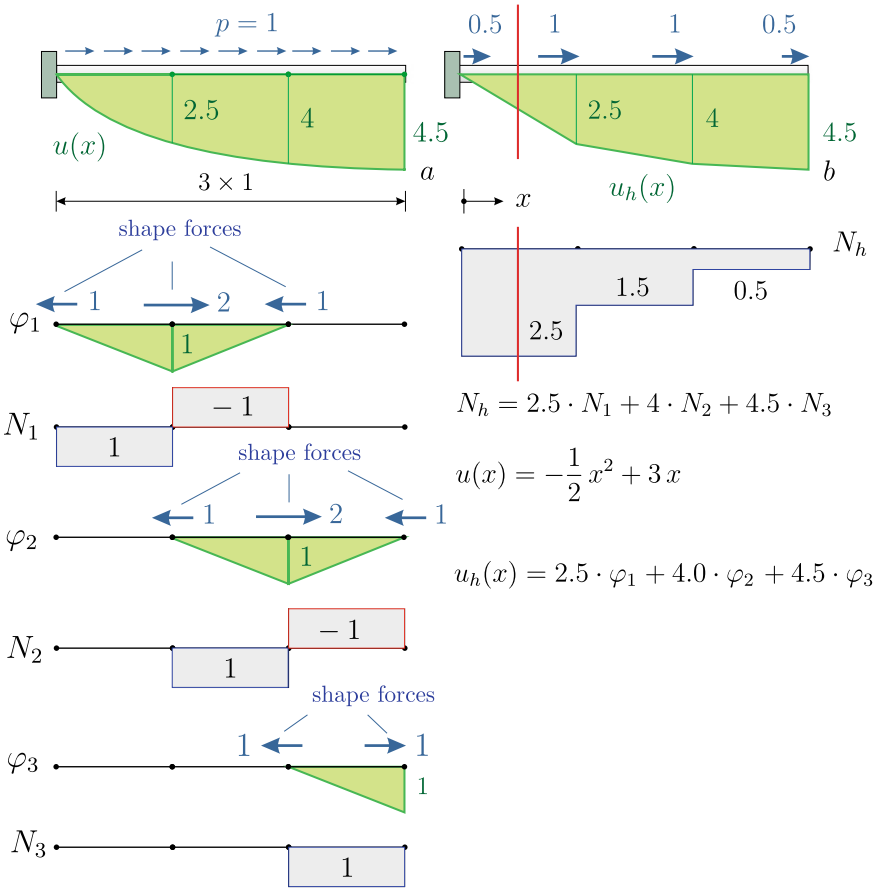 p = 1
2.5
4
4.5
u(x)
a
3 × 1
0.5
1
1
0.5
2.5
4
4.5
u_h(x)
b
x
shape forces
1
2
1
φ_1
1
N_1
− 1
1
shape forces
1
2
1
φ_2
1
N_2
− 1
1
shape forces
1
1
φ_3
1
N_3
1
N_h
2.5
1.5
0.5
N_h = 2.5 · N_1 + 4 · N_2 + 4.5 · N_3
u(x) = −\frac{1}{2} x^2 + 3 x
u_h(x) = 2.5 · φ_1 + 4.0 · φ_2 + 4.5 · φ_3